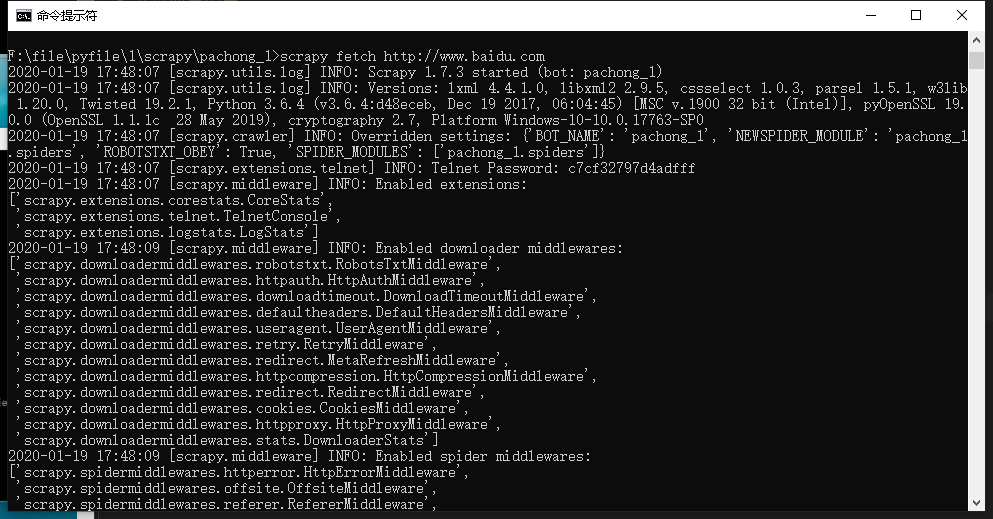 命令提示符
F:\file\pyfile\1\scrapy\pachong_1>scrapy fetch http://www.baidu.com
2020-01-19 17:48:07 [scrapy.utils.log] INFO: Scrapy 1.7.3 started (bot: pachong_1)
2020-01-19 17:48:07 [scrapy.utils.log] INFO: Versions: lxml 4.4.1.0, libxml2 2.9.5, cssselect 1.0.3, parsel 1.5.1, w3lib
 1.20.0, Twisted 19.2.1, Python 3.6.4 (v3.6.4:d48eceb, Dec 19 2017, 06:04:45) [MSC v.1900 32 bit (Intel)], pyOpenSSL 19.
0.0 (OpenSSL 1.1.1c  28 May 2019), cryptography 2.7, Platform Windows-10-10.0.17763-SP0
2020-01-19 17:48:07 [scrapy.crawler] INFO: Overridden settings: {'BOT_NAME': 'pachong_1', 'NEWSPIDER_MODULE': 'pachong_1
.spiders', 'ROBOTSTXT_OBEY': True, 'SPIDER_MODULES': ['pachong_1.spiders']}
2020-01-19 17:48:07 [scrapy.extensions.telnet] INFO: Telnet Password: c7cf32797d4adfff
2020-01-19 17:48:07 [scrapy.middleware] INFO: Enabled extensions:
['scrapy.extensions.corestats.CoreStats',
 'scrapy.extensions.telnet.TelnetConsole',
 'scrapy.extensions.logstats.LogStats']
2020-01-19 17:48:09 [scrapy.middleware] INFO: Enabled downloader middlewares:
['scrapy.downloadermiddlewares.robotstxt.RobotsTxtMiddleware',
 'scrapy.downloadermiddlewares.httpauth.HttpAuthMiddleware',
 'scrapy.downloadermiddlewares.downloadtimeout.DownloadTimeoutMiddleware',
 'scrapy.downloadermiddlewares.defaultheaders.DefaultHeadersMiddleware',
 'scrapy.downloadermiddlewares.useragent.UserAgentMiddleware',
 'scrapy.downloadermiddlewares.retry.RetryMiddleware',
 'scrapy.downloadermiddlewares.redirect.MetaRefreshMiddleware',
 'scrapy.downloadermiddlewares.httpcompression.HttpCompressionMiddleware',
 'scrapy.downloadermiddlewares.redirect.RedirectMiddleware',
 'scrapy.downloadermiddlewares.cookies.CookiesMiddleware',
 'scrapy.downloadermiddlewares.httpproxy.HttpProxyMiddleware',
 'scrapy.downloadermiddlewares.stats.DownloaderStats']
2020-01-19 17:48:09 [scrapy.middleware] INFO: Enabled spider middlewares:
['scrapy.spidermiddlewares.httperror.HttpErrorMiddleware',
 'scrapy.spidermiddlewares.offsite.OffsiteMiddleware',
 'scrapy.spidermiddlewares.referer.RefererMiddleware',